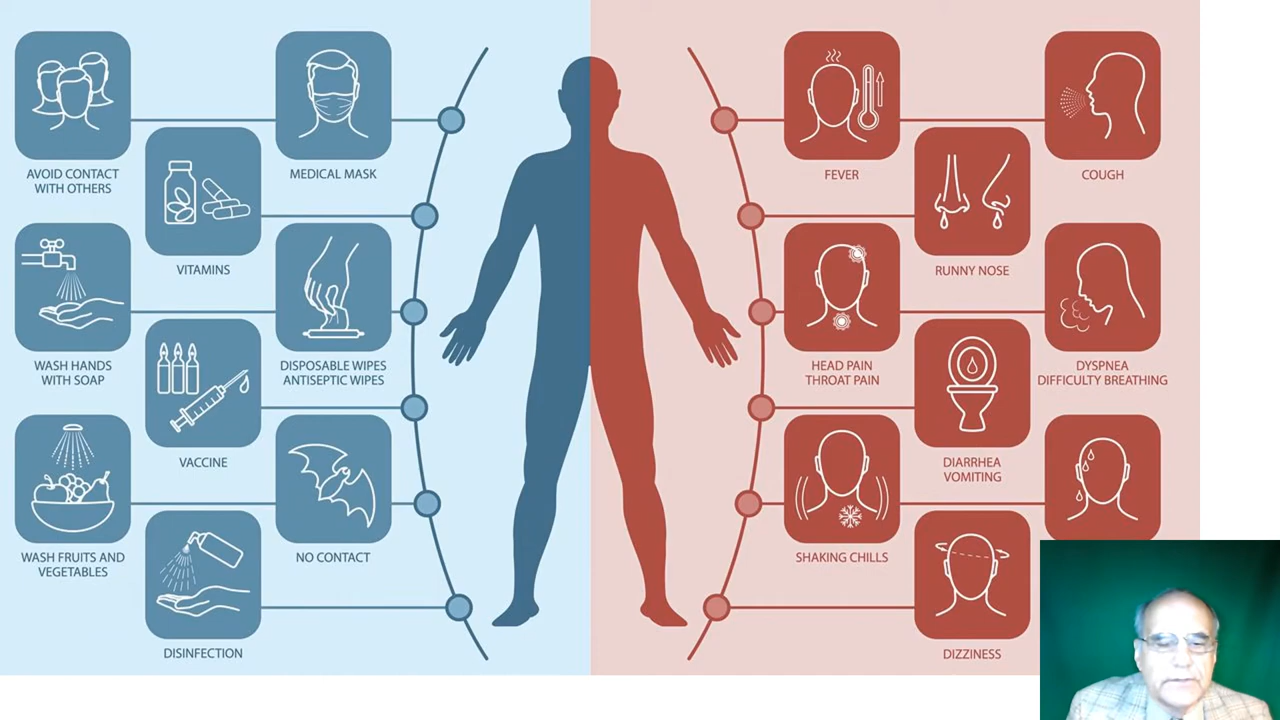 AVOID CONTACT
WITH OTHERS
MEDICAL MASK
VITAMINS
WASH HANDS
WITH SOAP
DISPOSABLE WIPES
ANTISEPTIC WIPES
VACCINE
WASH FRUITS AND
VEGETABLES
NO CONTACT
DISINFECTION
FEVER
COUGH
RUNNY NOSE
HEAD PAIN
THROAT PAIN
DYSPNEA
DIFFICULTY BREATHING
DIARRHEA
VOMITING
SHAKING CHILLS
DIZZINESS